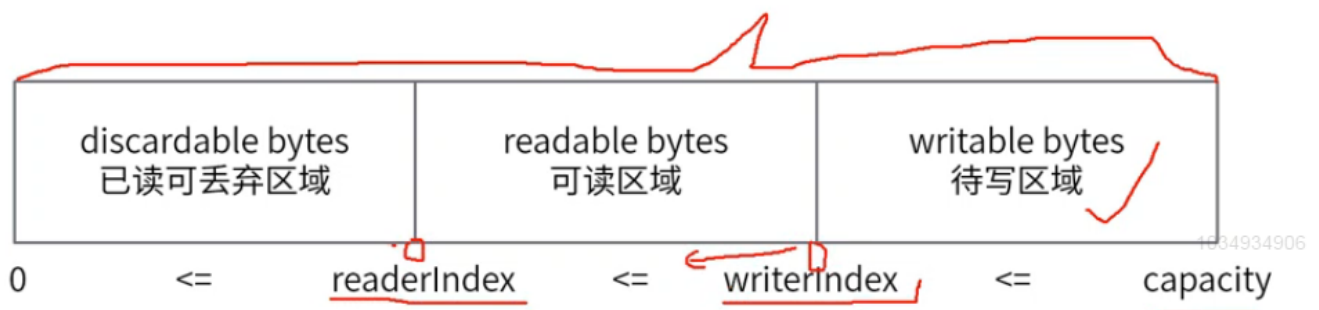 discardable bytes
已读可丢弃区域
readable bytes
可读区域
writable bytes
待写区域
1034934906
0 <= readerIndex <= writerIndex <= capacity